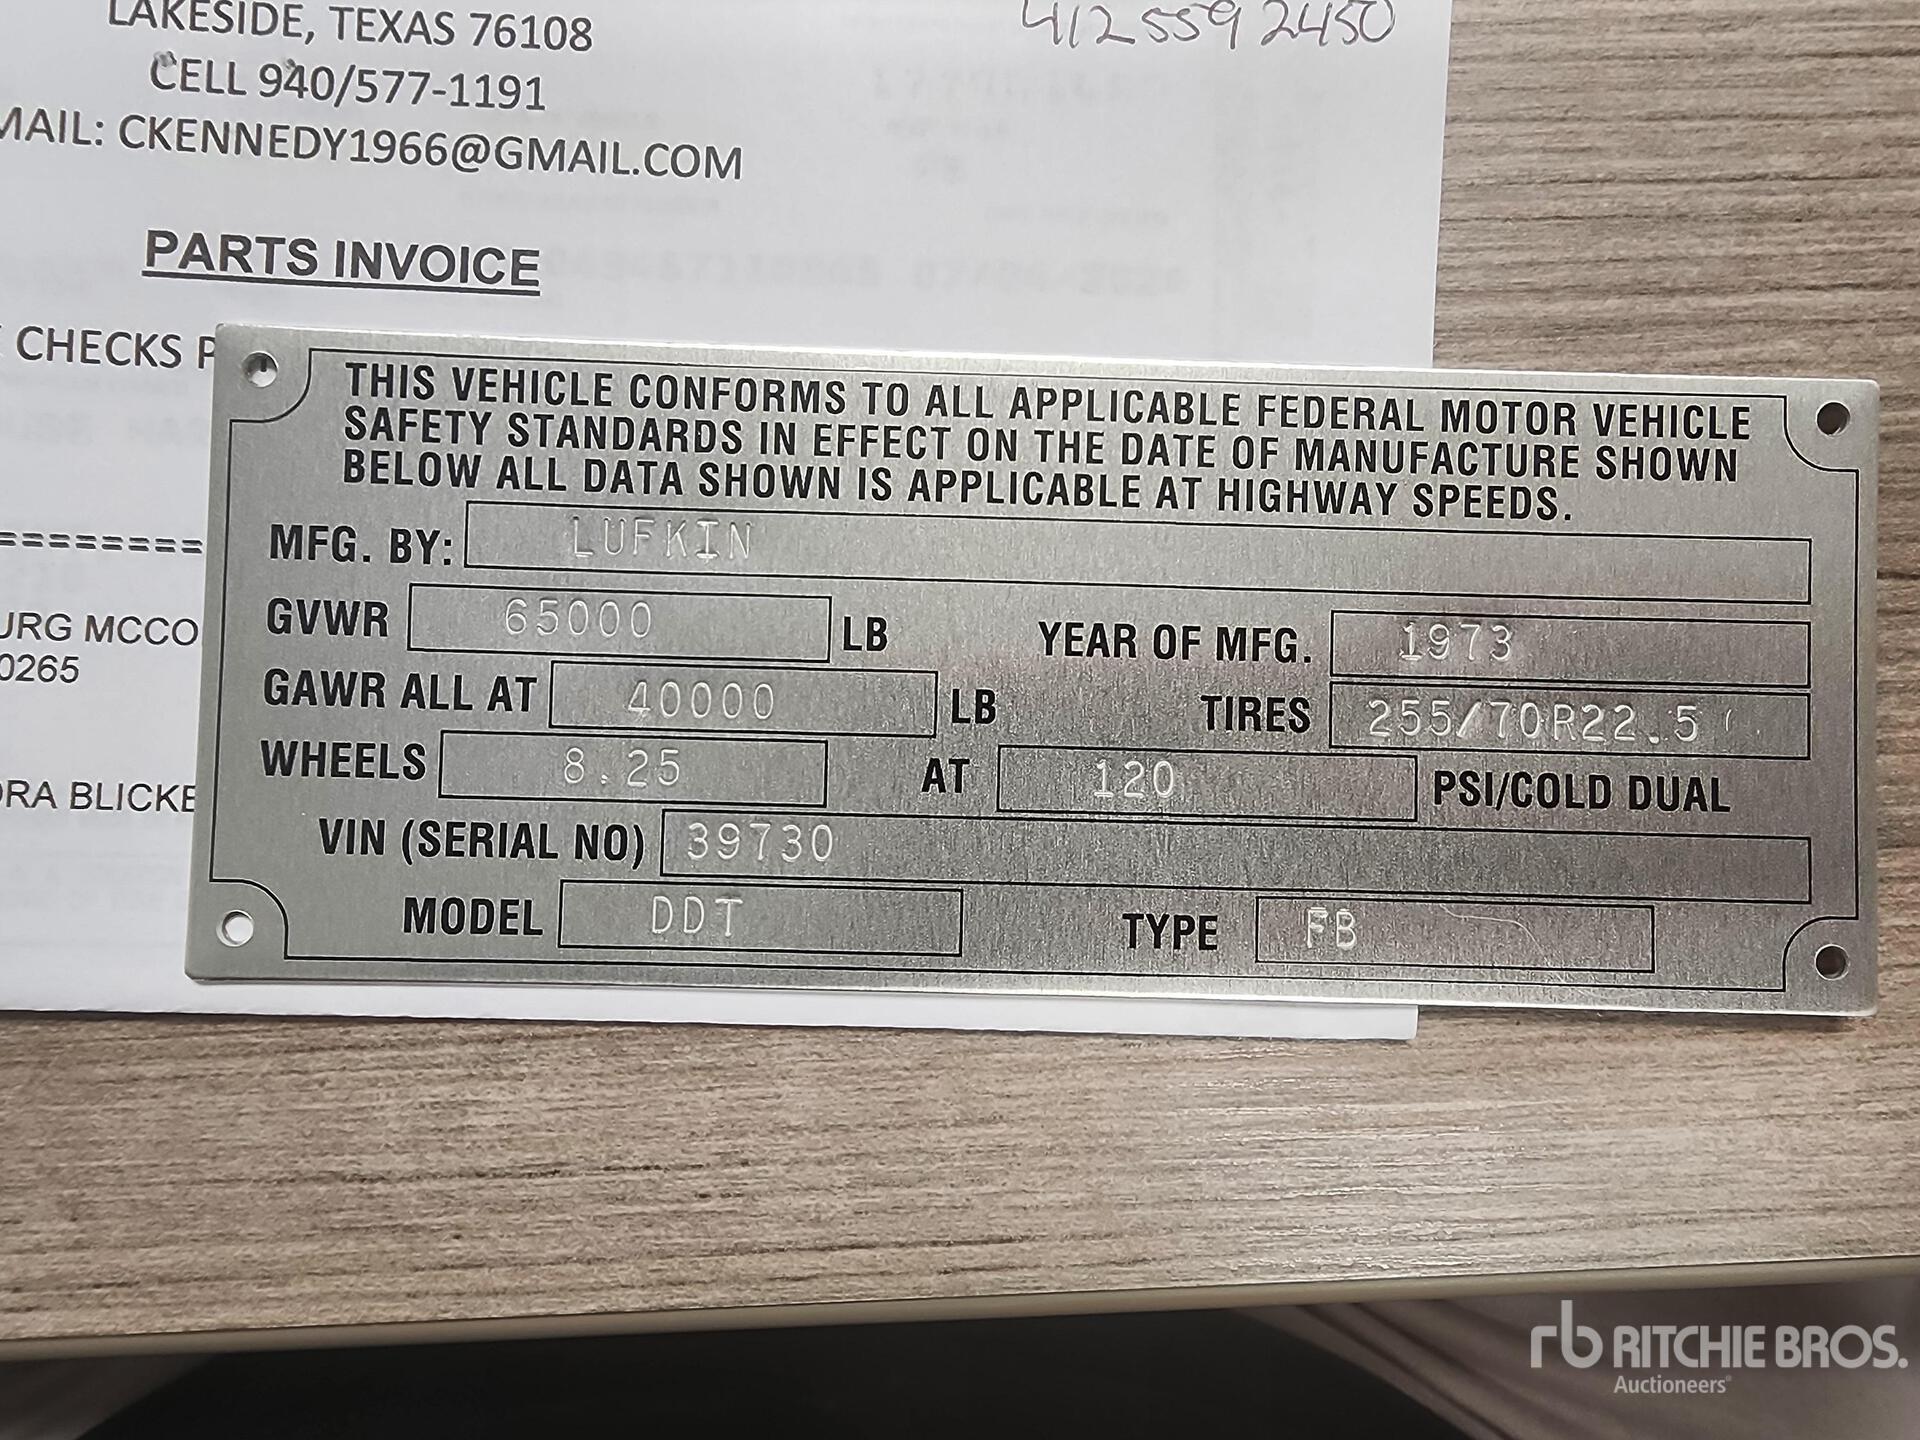 LAKESIDE, TEXAS 76108
4125592450
CELL 940/577-1191
MAIL: CKENNEDY1966@GMAIL.COM
PARTS INVOICE
CHECKS P
THIS VEHICLE CONFORMS TO ALL APPLICABLE FEDERAL MOTOR VEHICLE
SAFETY STANDARDS IN EFFECT ON THE DATE OF MANUFACTURE SHOWN
BELOW ALL DATA SHOWN IS APPLICABLE AT HIGHWAY SPEEDS.
========
MFG. BY: LUFKIN
URG MCCO
0265
GVWR 65000 LB YEAR OF MFG. 1973
GAWR ALL AT 40000 LB TIRES 255/70R22.5
ORA BLICKE
WHEELS 8.25 AT 120 PSI/COLD DUAL
VIN (SERIAL NO) 39730
MODEL DDT TYPE FB
rb RITCHIE BROS.
Auctioneers